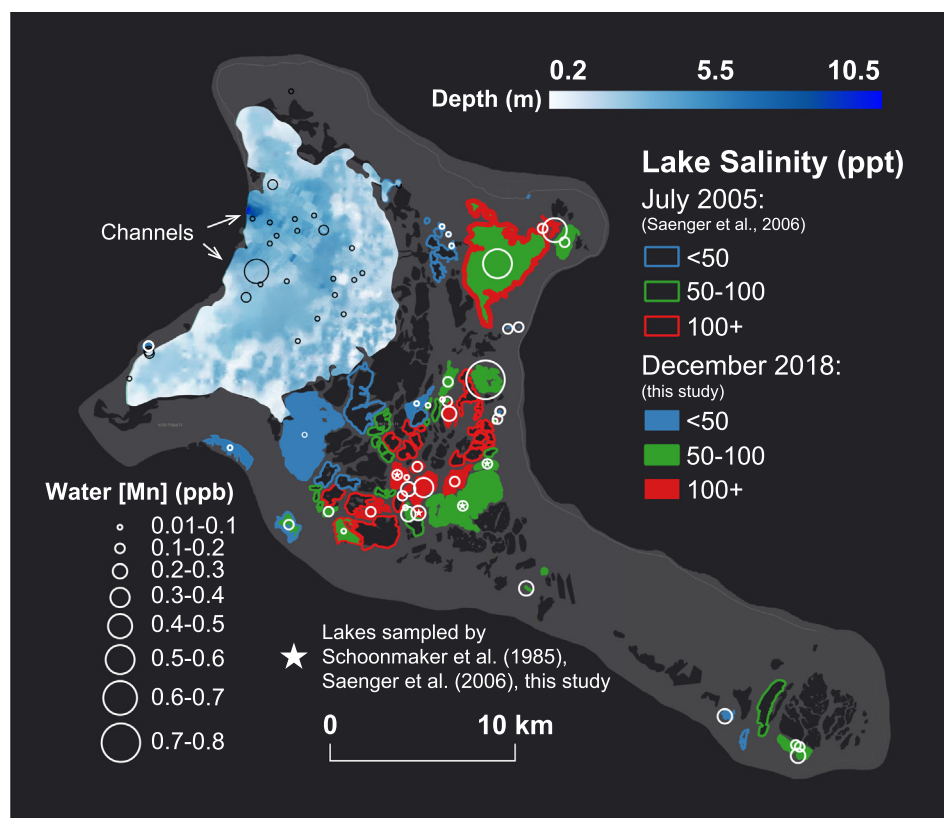 0.2 5.5 10.5
Depth (m)
Lake Salinity (ppt)
July 2005:
(Saenger et al., 2006)
<50
50-100
100+
December 2018:
(this study)
<50
50-100
100+
Channels
Water [Mn] (ppb)
0.01-0.1
0.1-0.2
0.2-0.3
0.3-0.4
0.4-0.5
0.5-0.6
0.6-0.7
0.7-0.8
Lakes sampled by
Schoonmaker et al. (1985),
Saenger et al. (2006), this study
0 10 km